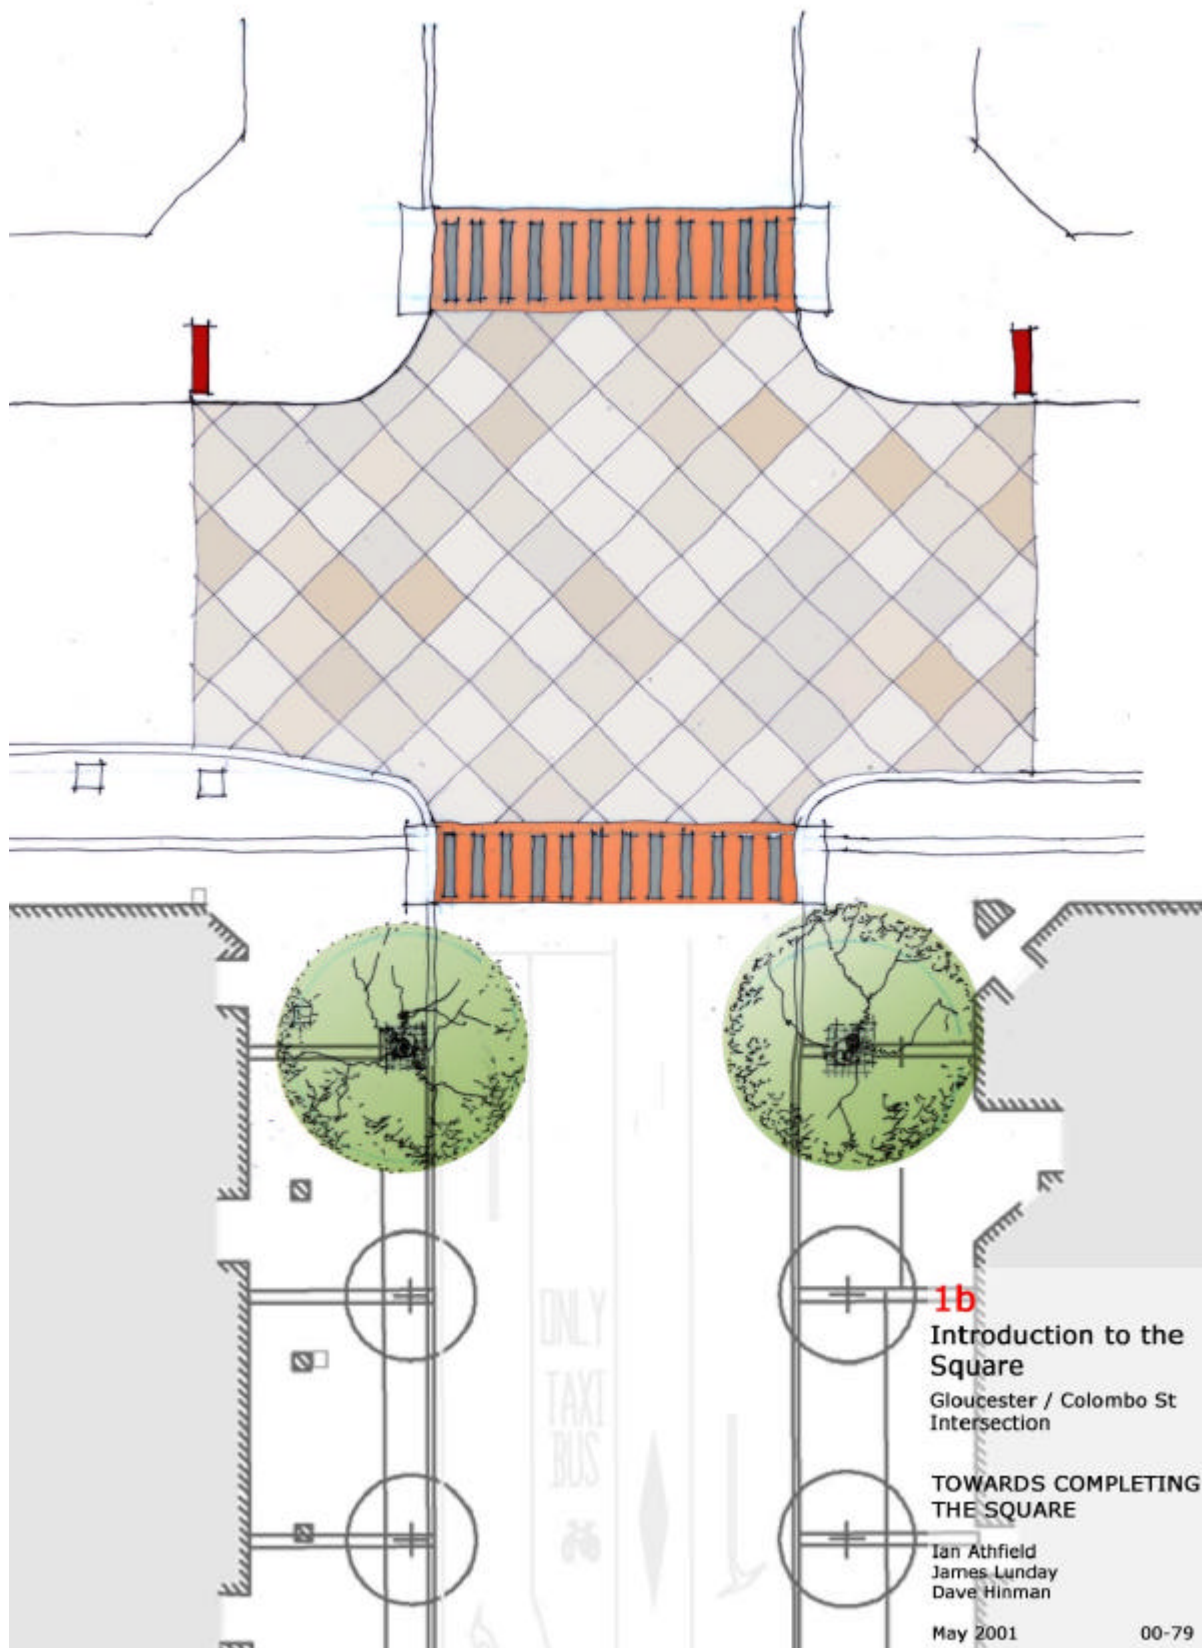 ONLY
TAXI
BUS
1b
Introduction to the
Square
Gloucester / Colombo St
Intersection
TOWARDS COMPLETING
THE SQUARE
Ian Athfield
James Lunday
Dave Hinman
May 2001 00-79